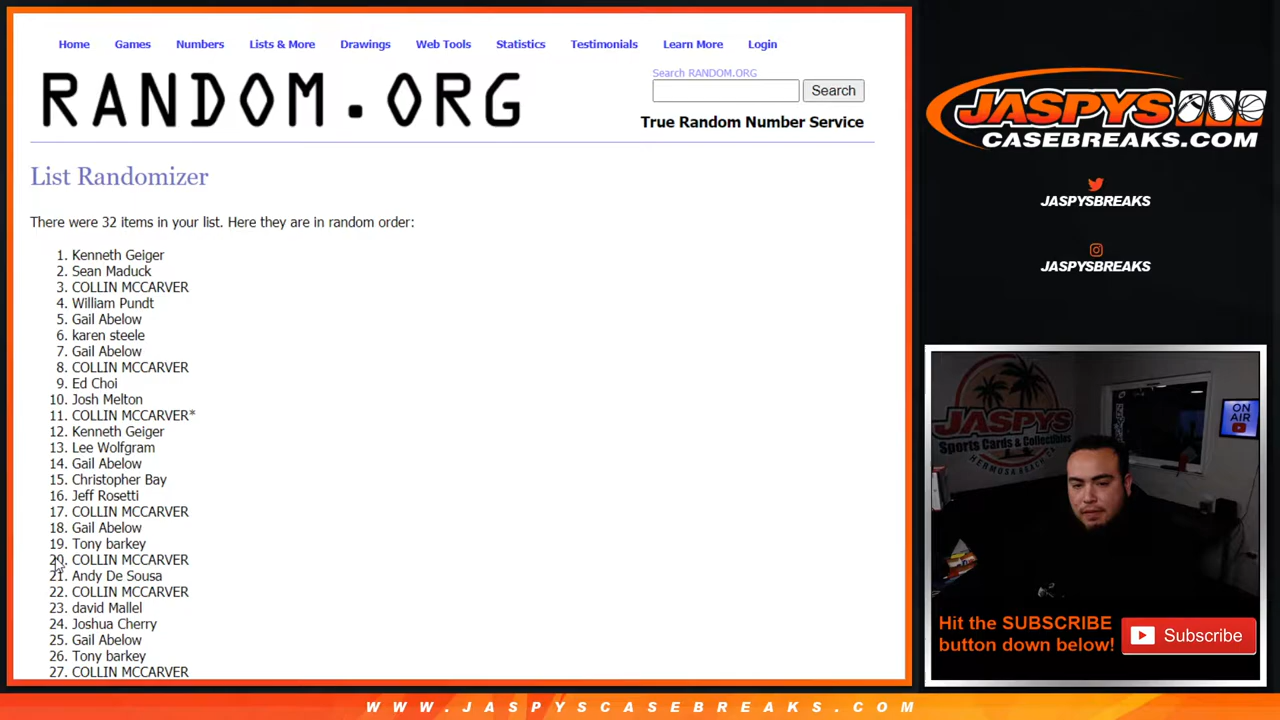 Home Games Numbers Lists & More Drawings Web Tools Statistics Testimonials Learn More Login
RANDOM.ORG
Search RANDOM.ORG
Search
True Random Number Service
List Randomizer
There were 32 items in your list. Here they are in random order:
1. Kenneth Geiger
2. Sean Maduck
3. COLLIN MCCARVER
4. William Pundt
5. Gail Abelow
6. karen steele
7. Gail Abelow
8. COLLIN MCCARVER
9. Ed Choi
10. Josh Melton
11. COLLIN MCCARVER*
12. Kenneth Geiger
13. Lee Wolfgram
14. Gail Abelow
15. Christopher Bay
16. Jeff Rosetti
17. COLLIN MCCARVER
18. Gail Abelow
19. Tony barkey
20. COLLIN MCCARVER
21. Andy De Sousa
22. COLLIN MCCARVER
23. david Mallel
24. Joshua Cherry
25. Gail Abelow
26. Tony barkey
27. COLLIN MCCARVER
JASPYS
CASEBREAKS.COM
JASPYSBREAKS
JASPYSBREAKS
JASPYS
Sports Cards & Collectibles
HERMOSA BEACH CA
ON
AIR
Hit the SUBSCRIBE
button down below!
Subscribe
WWW.JASPYSCASEBREAKS.COM